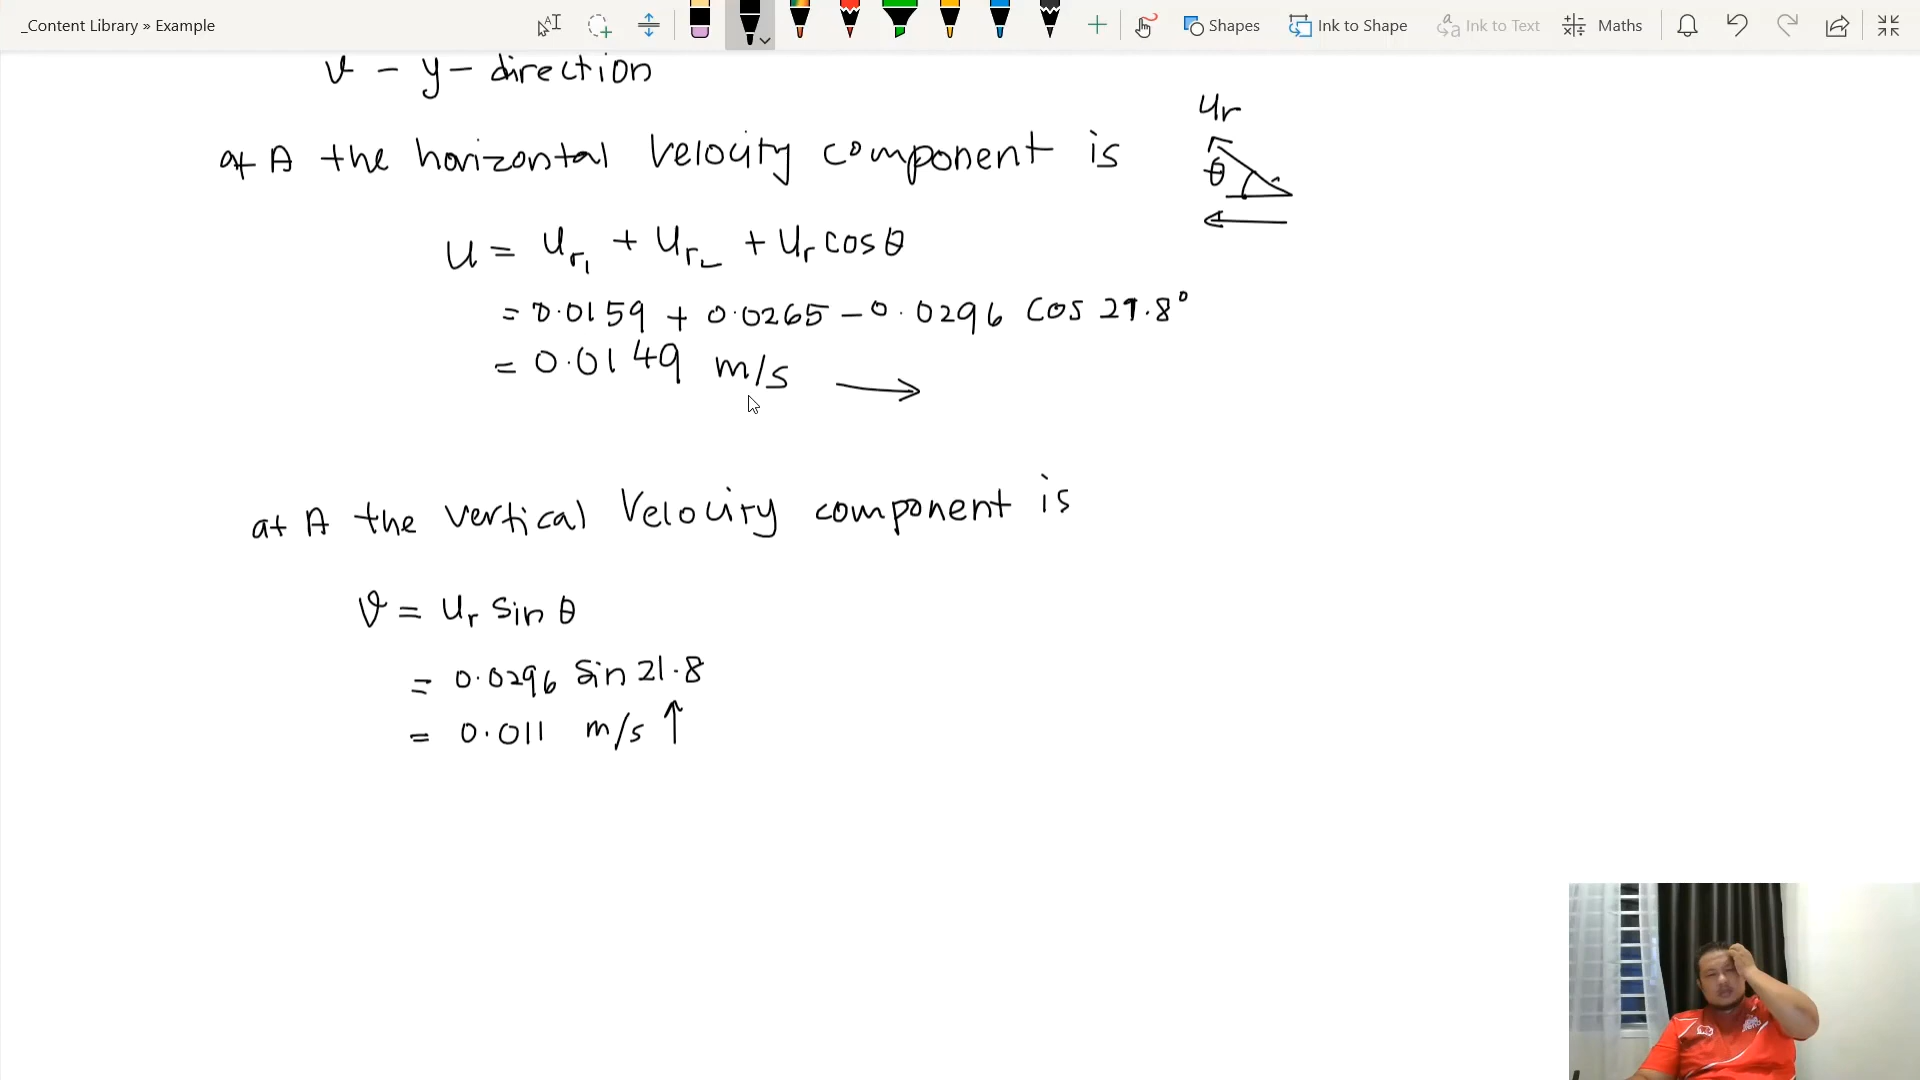 _Content Library » Example
Shapes
Ink to Shape
Ink to Text
Maths
v - y - direction
at A the horizontal velocity component is
ur
θ
u = ur1 + ur2 + ur cos θ
= 0.0159 + 0.0265 - 0.0296 cos 21.8°
= 0.0149 m/s →
at A the vertical velocity component is
v = ur sin θ
= 0.0296 sin 21.8
= 0.011 m/s ↑